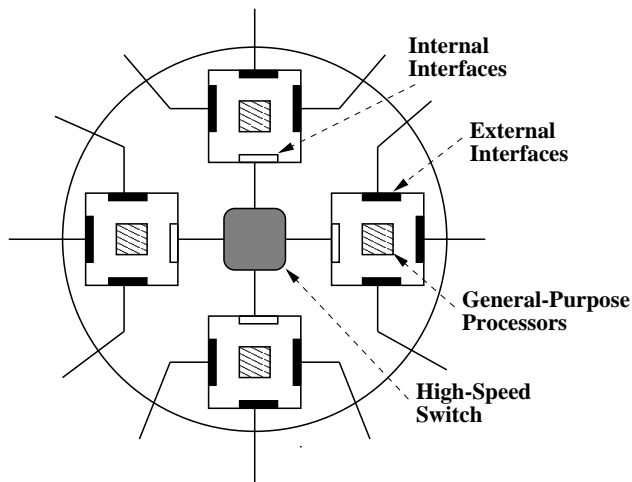 Internal
Interfaces
External
Interfaces
General-Purpose
Processors
High-Speed
Switch